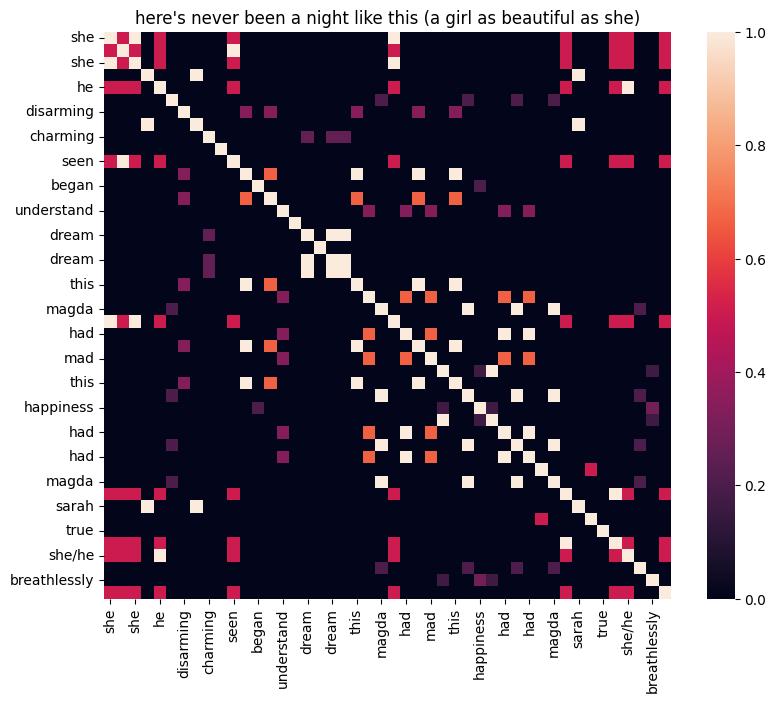 here's never been a night like this (a girl as beautiful as she)
she
she
he
disarming
charming
seen
began
understand
dream
dream
this
magda
had
mad
this
happiness
had
had
magda
sarah
true
she/he
breathlessly
she
she
he
disarming
charming
seen
began
understand
dream
dream
this
magda
had
mad
this
happiness
had
had
magda
sarah
true
she/he
breathlessly
1.0
0.8
0.6
0.4
0.2
0.0